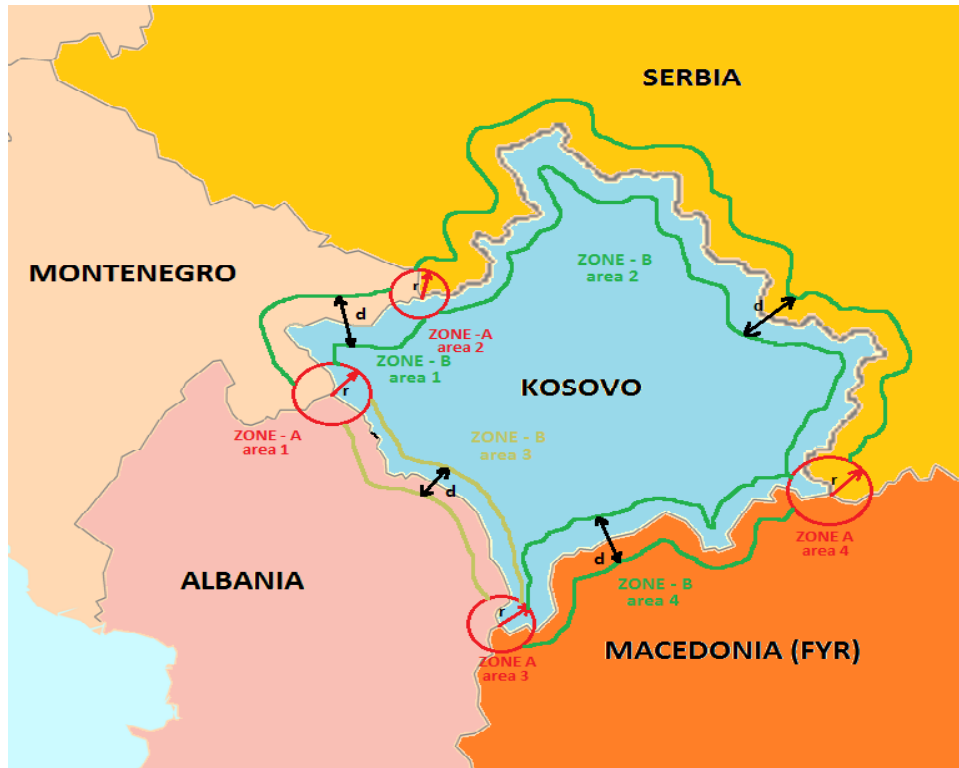 SERBIA
MONTENEGRO
ZONE - B
area 2
r
d
d
ZONE -A
area 2
ZONE - B
area 1
KOSOVO
r
ZONE - A
area 1
ZONE - B
area 3
d
r
ZONE A
area 4
d
ALBANIA
ZONE - B
area 4
r
MACEDONIA (FYR)
ZONE A
area 3